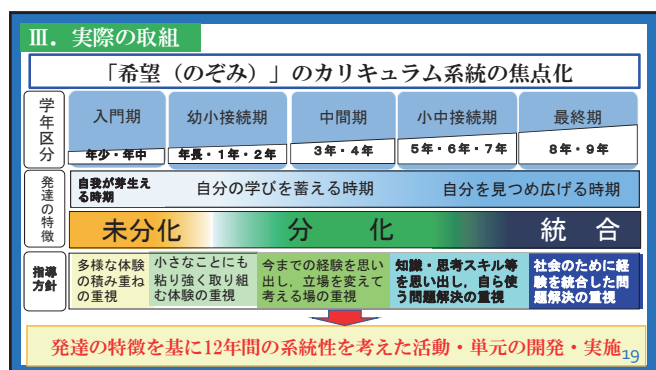 Ⅲ．実際の取組
「希望（のぞみ）」のカリキュラム系統の焦点化
学年区分
入門期
幼小接続期
中間期
小中接続期
最終期
年少・年中
年長・1年・2年
3年・4年
5年・6年・7年
8年・9年
発達の特徴
自我が芽生え
る時期
自分の学びを蓄える時期
自分を見つめ広げる時期
未分化
分化
統合
指導
方針
多様な体験
の積み重ね
の重視
小さなことにも
粘り強く取り組
む体験の重視
今までの経験を思い
出し，立場を変えて
考える場の重視
知識・思考スキル等
を思い出し，自ら使
う問題解決の重視
社会のために経
験を統合した問
題解決の重視
発達の特徴を基に12年間の系統性を考えた活動・単元の開発・実施
19